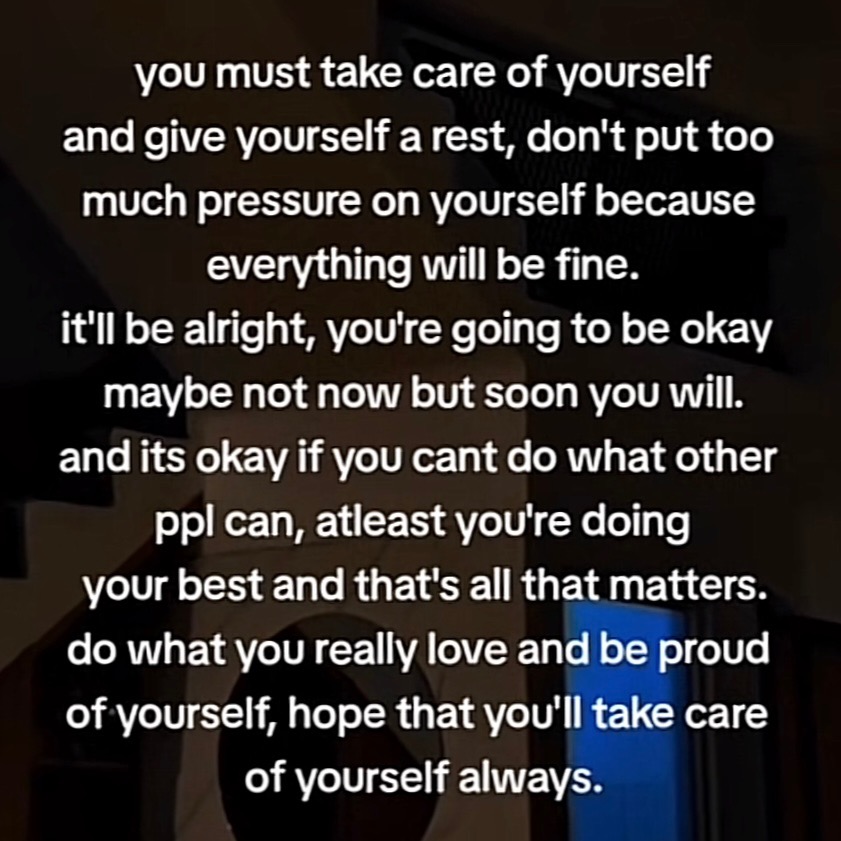 you must take care of yourself
and give yourself a rest, don't put too
much pressure on yourself because
everything will be fine.
it'll be alright, you're going to be okay
maybe not now but soon you will.
and its okay if you cant do what other
ppl can, atleast you're doing
your best and that's all that matters.
do what you really love and be proud
of yourself, hope that you'll take care
of yourself always.